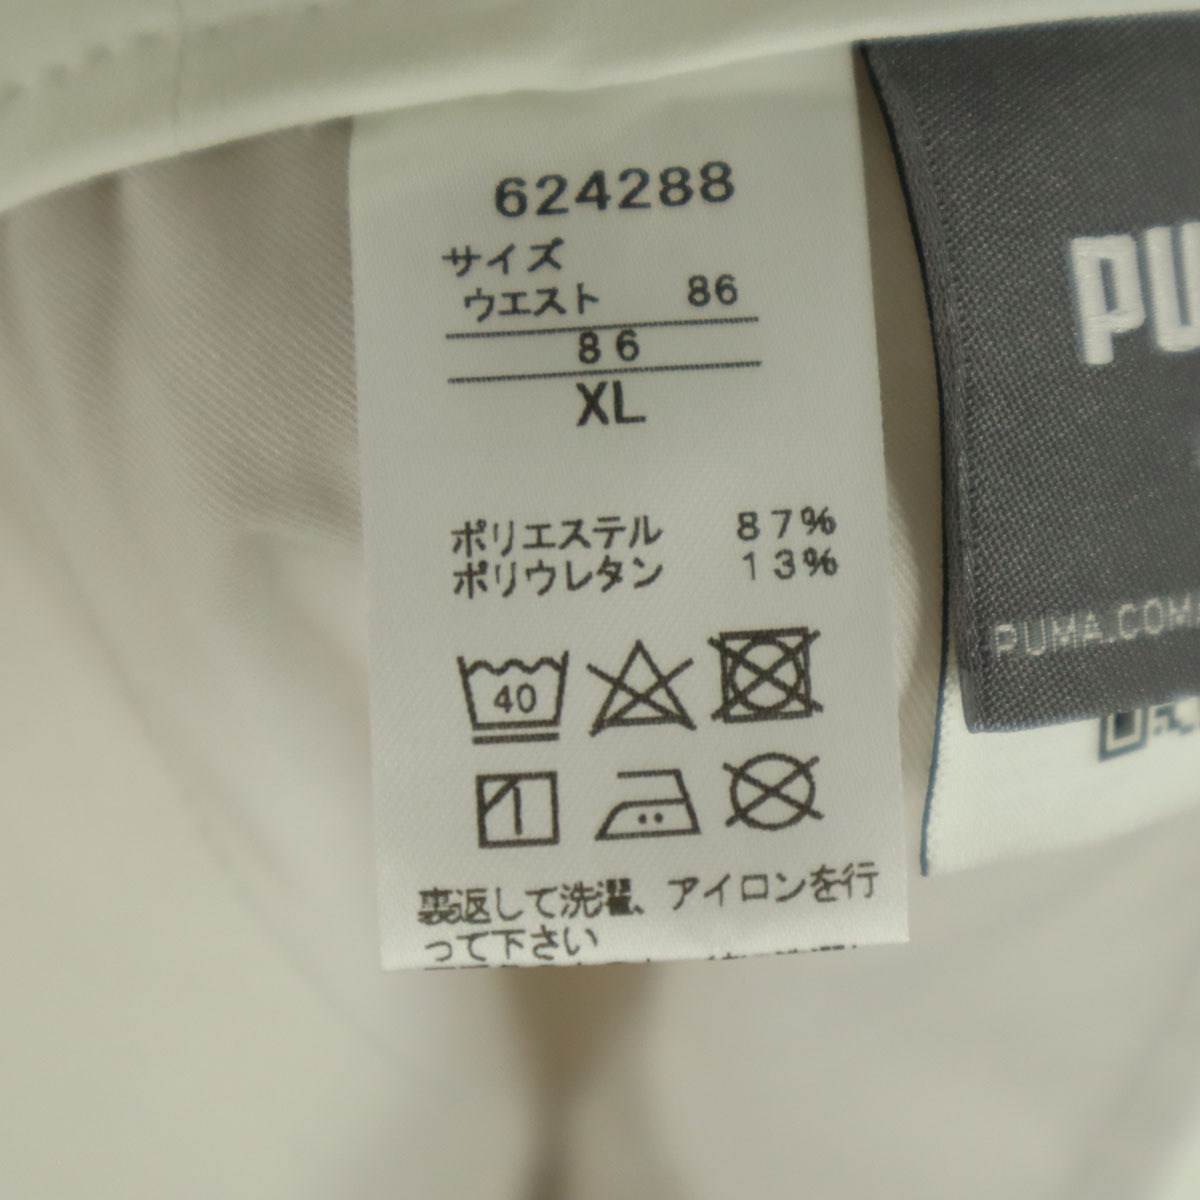 624288
サイズ
ウエスト 86
86
XL
ポリエステル 87%
ポリウレタン 13%
40
裏返して洗濯、アイロンを行
って下さい
PU
PUMA.COM